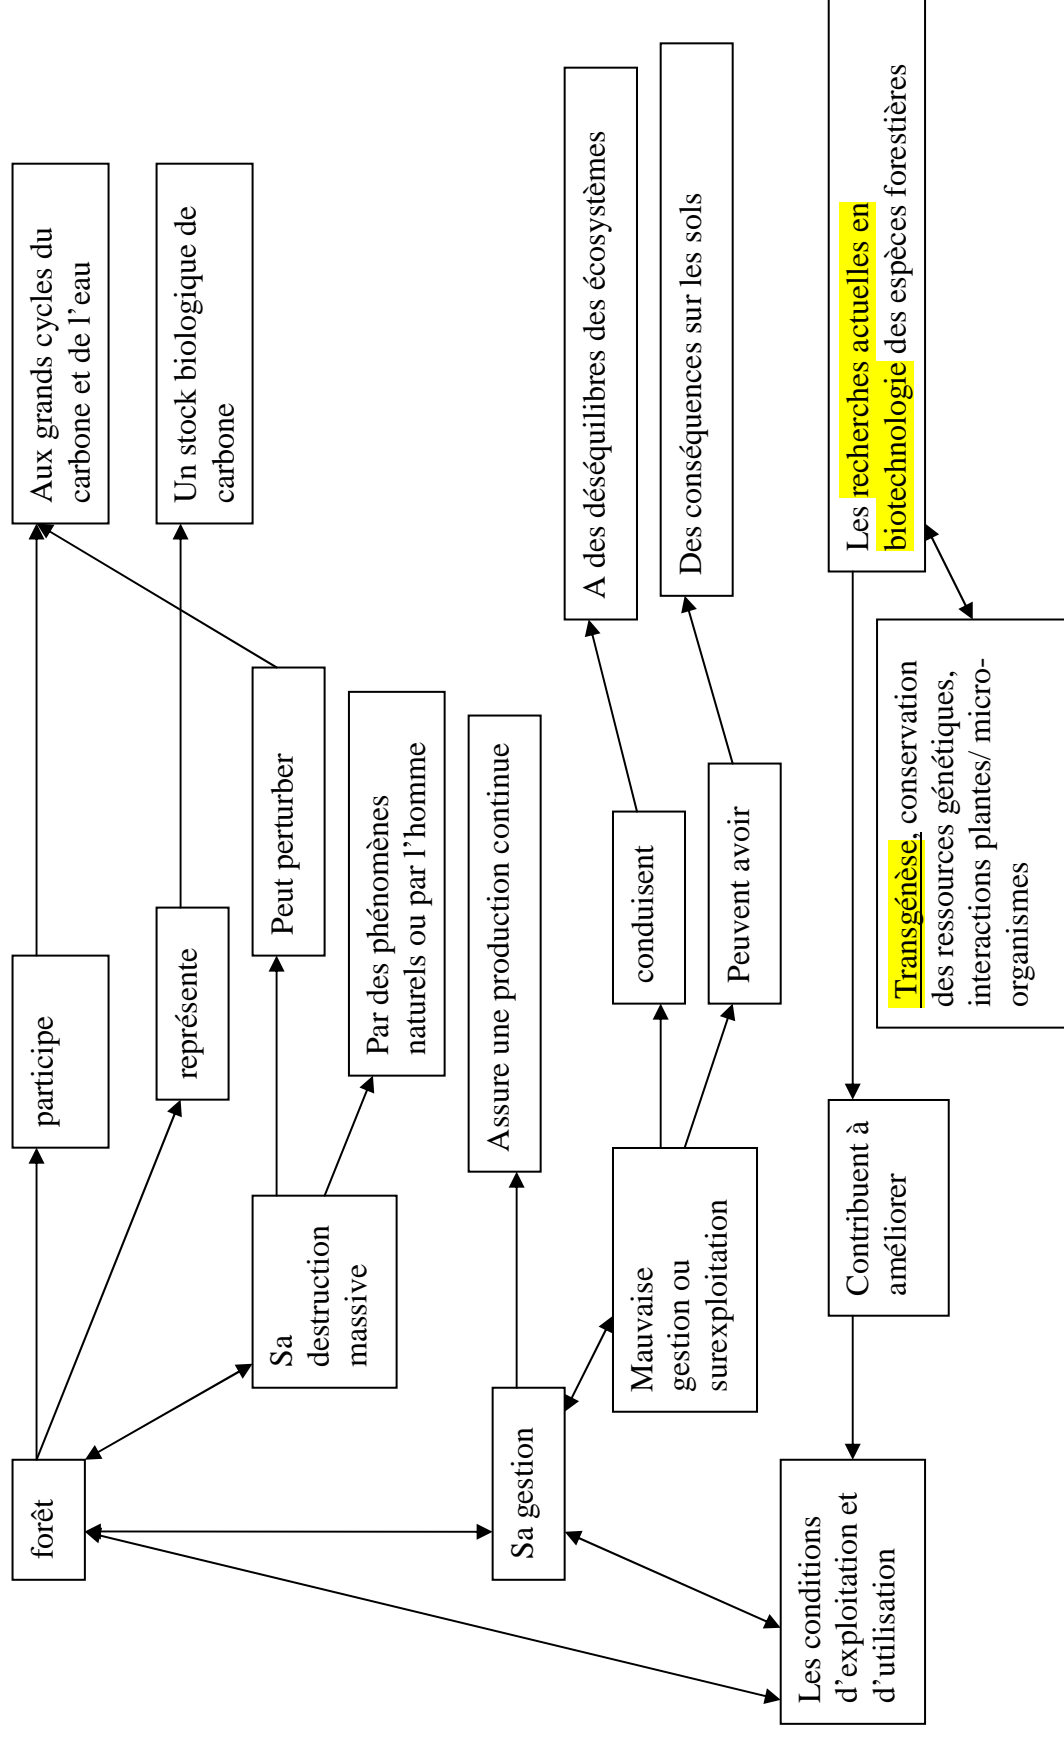 forêt
participe
Aux grands cycles du
carbone et de l'eau
représente
Un stock biologique de
carbone
Sa
destruction
massive
Peut perturber
Par des phénomènes
naturels ou par l'homme
Sa gestion
Assure une production continue
Mauvaise
gestion ou
surexploitation
conduisent
A des déséquilibres des écosystèmes
Peuvent avoir
Des conséquences sur les sols
Les conditions
d'exploitation et
d'utilisation
Contribuent à
améliorer
Les recherches actuelles en
biotechnologie des espèces forestières
Transgénèse, conservation
des ressources génétiques,
interactions plantes/ micro-
organismes